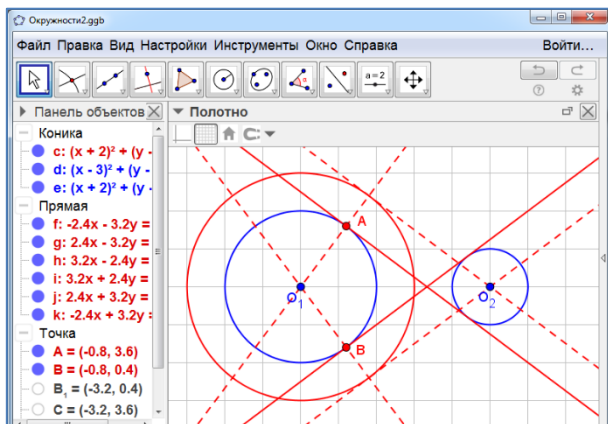 Окружности2.ggb
Файл Правка Вид Настройки Инструменты Окно Справка Войти...
a = 2
Панель объектов
Полотно
Коника
c: (x + 2)² + (y -
d: (x - 3)² + (y -
e: (x + 2)² + (y -
Прямая
f: -2.4x - 3.2y =
g: 2.4x - 3.2y =
h: 3.2x - 2.4y =
i: 3.2x + 2.4y =
j: 2.4x + 3.2y =
k: -2.4x + 3.2y
Точка
A = (-0.8, 3.6)
B = (-0.8, 0.4)
B₁ = (-3.2, 0.4)
C = (-3.2, 3.6)
A
O₁
O₂
B